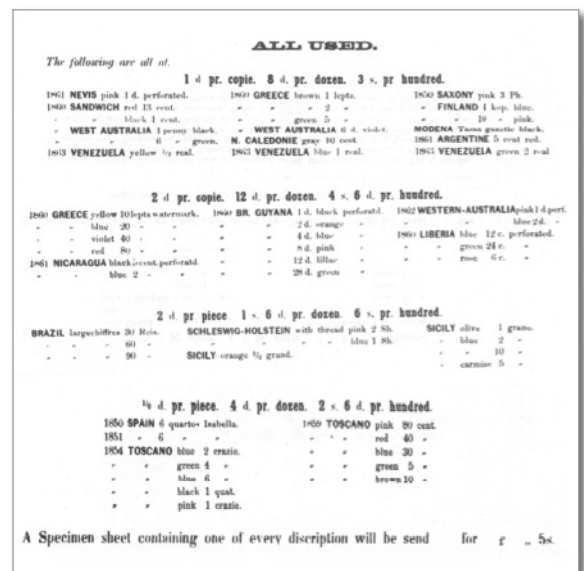 ALL USED.
The following are all at.
1 d pr. copie. 8 d. pr. dozen. 3 s. pr hundred.
1861 NEVIS pink 1 d. perforated.
1860 SANDWICH red 13 cent.
" " black 1 cent.
" WEST AUSTRALIA 1 penny black.
" " 6 " green.
1863 VENEZUELA yellow ½ real.
1860 GREECE brown 1 lepta.
" " " 2 "
" " green 5 "
" WEST AUSTRALIA 6 d. violet.
N. CALEDONIE gray 10 cent.
1863 VENEZUELA blue 1 real.
1850 SAXONY pink 3 Ph.
" FINLAND 4 kop. blue.
" " 10 " pink.
MODENA Tassa gazette black.
1861 ARGENTINE 5 cent red.
1863 VENEZUELA green 2 real
2 d pr. copie. 12 d. pr. dozen. 4 s. 6 d. pr. hundred.
1860 GREECE yellow 10 lepta watermark.
" " blue 20 "
" " violet 40 "
" " red 80 "
1861 NICARAGUA black 5 cent. perforatd.
" " blue 2 " "
1860 BR. GUYANA 1 d. black perforatd.
" " 2 d. orange "
" " 4 d. blue "
" " 8 d. pink "
" " 12 d. lillac "
" " 28 d. green "
1862 WESTERN-AUSTRALIA pink 1 d. perf.
" " blue 2 d. "
1860 LIBERIA blue 12 c. perforated.
" " green 24 c. "
" " rose 6 c. "
2 d. pr piece 1 s. 6 d. pr. dozen. 6 s. pr. hundred.
BRAZIL large chiffres 30 Reis.
" " " 60 "
" " " 90 "
SCHLESWIG-HOLSTEIN with thread pink 2 Sh.
" " " " blue 1 Sh.
SICILY orange ½ grand.
SICILY olive 1 grano.
" blue 2 "
" " 10 "
" carmine 5 "
d. pr. piece. 4 d. pr. dozen. 2 s. 6 d. pr. hundred.
1850 SPAIN 6 quartos Isabella.
1851 " 6 " "
1854 TOSCANO blue 2 crazie.
" " green 4 "
" " blue 6 "
" " black 1 quat.
" " pink 1 crazie.
1859 TOSCANO pink 80 cent.
" " red 40 "
" " blue 30 "
" " green 5 "
" " brown 10 "
A Specimen sheet containing one of every discription will be send for £ „ 5s.